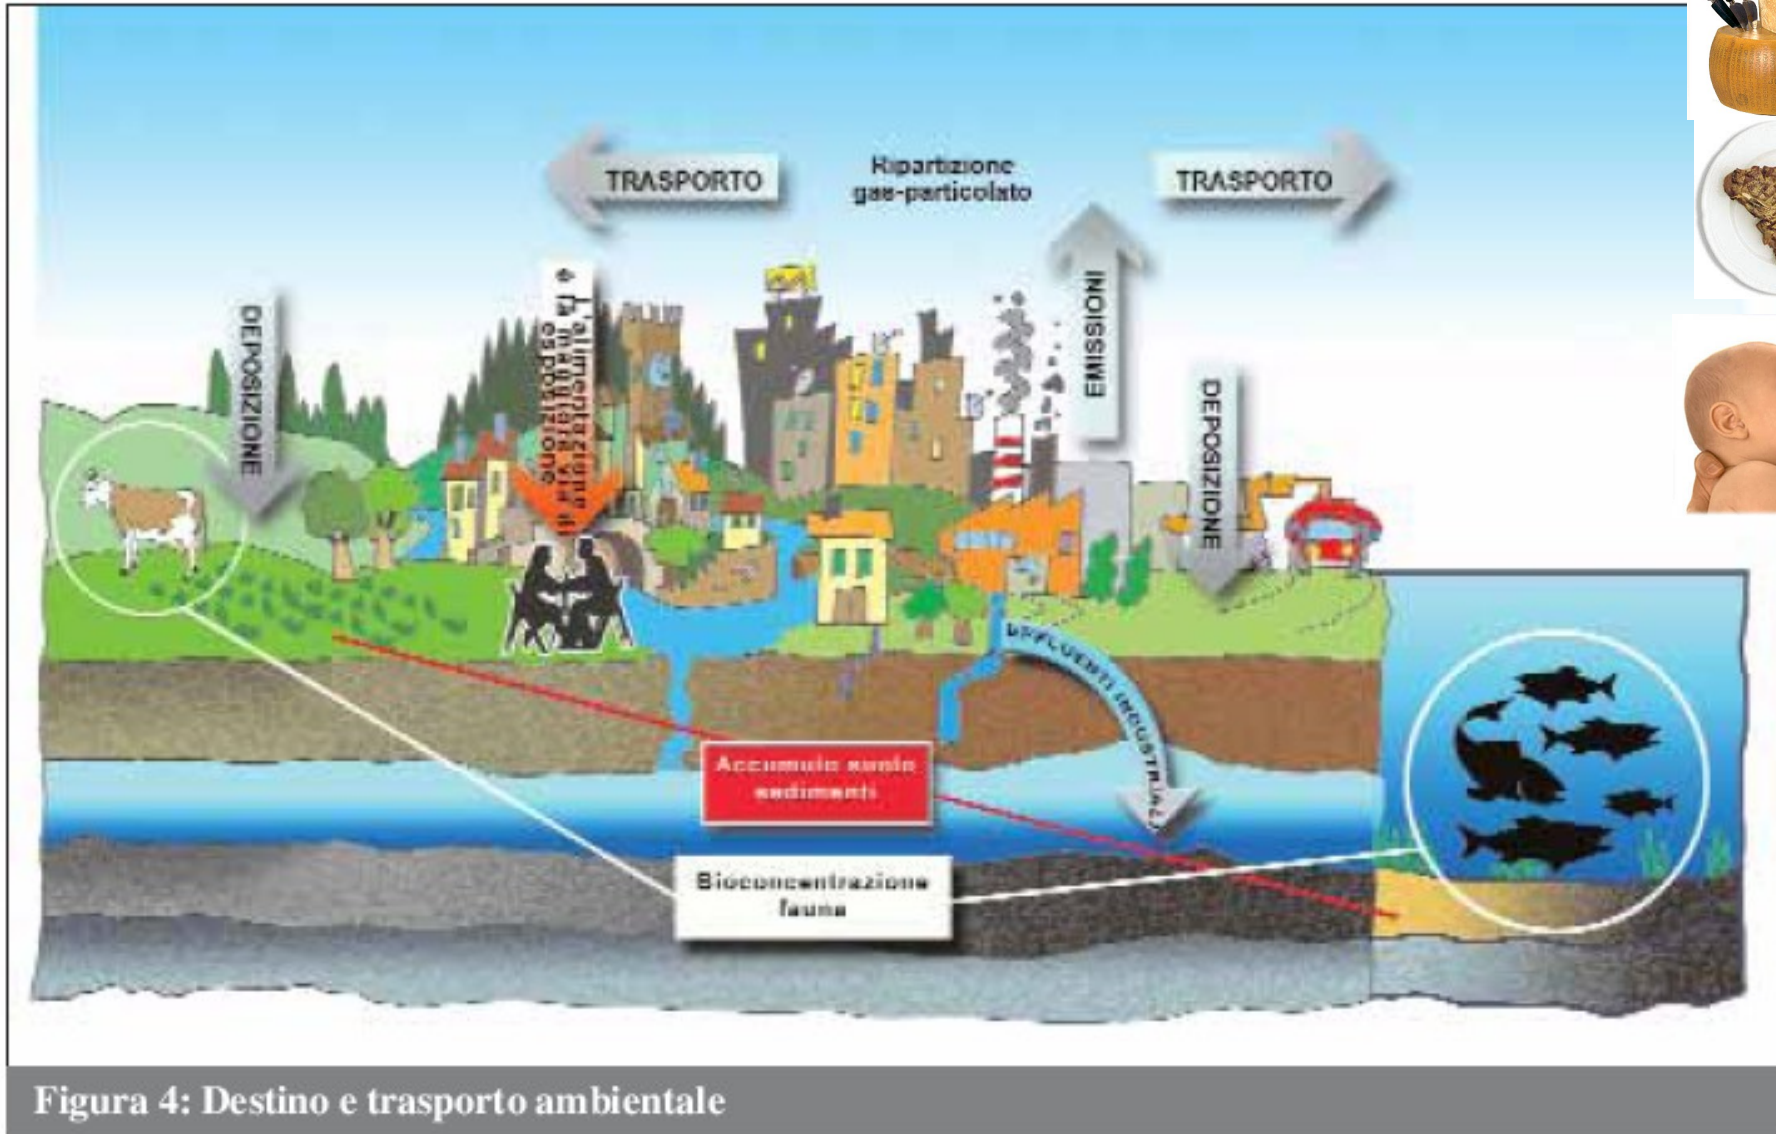 TRASPORTO
Ripartizione
gas-particolato
TRASPORTO
EMISSIONI
DEPOSIZIONE
L'alimentazione
è la maggiore via di
esposizione
DEPOSIZIONE
EFFLUENTI INDUSTRIALI
Accumulo suolo
sedimenti
Bioconcentrazione
fauna
Figura 4: Destino e trasporto ambientale